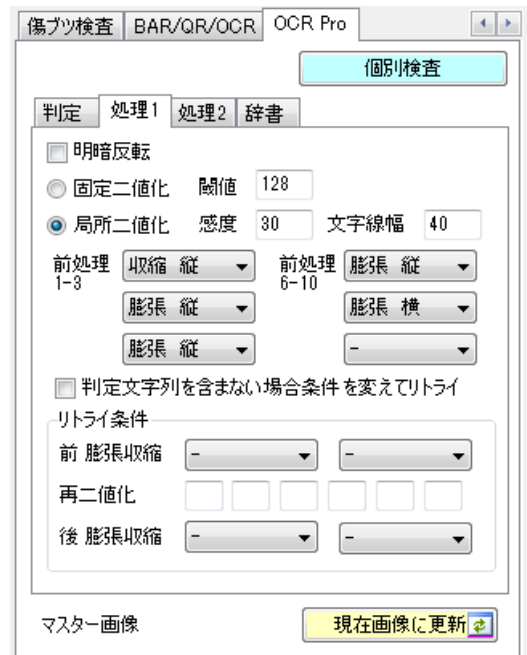 傷ブツ検査 BAR/QR/OCR OCR Pro
個別検査
判定 処理1 処理2 辞書
明暗反転
固定二値化 閾値 128
局所二値化 感度 30 文字線幅 40
前処理 収縮 縦 前処理 膨張 縦
1-3 6-10
膨張 縦 膨張 横
膨張 縦 -
判定文字列を含まない場合条件を変えてリトライ
リトライ条件
前 膨張収縮 - -
再二値化
後 膨張収縮 - -
マスター画像 現在画像に更新